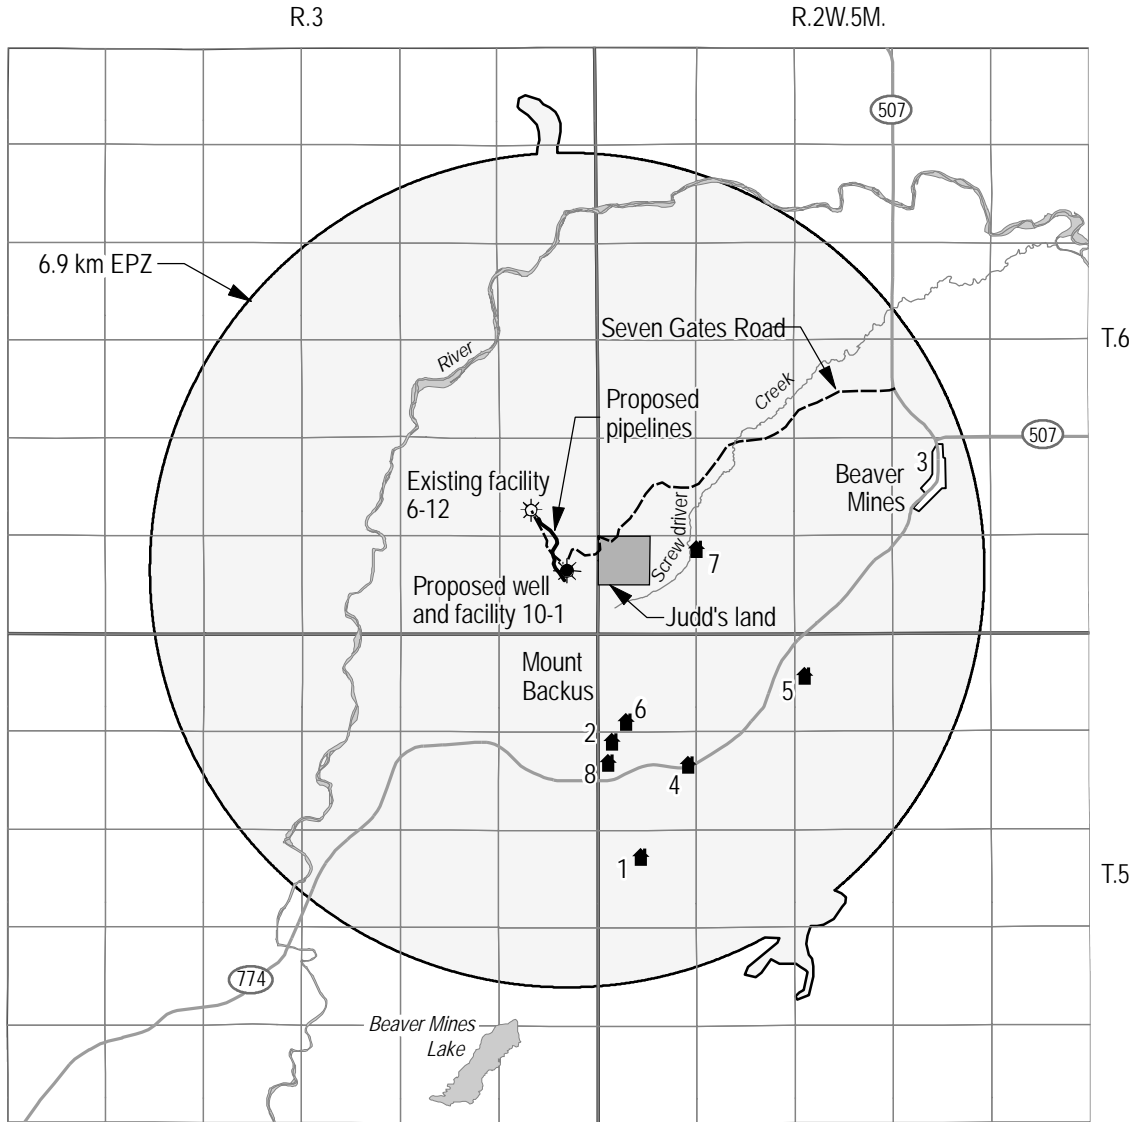 R.3
R.2W.5M.
507
6.9 km EPZ
Seven Gates Road
T.6
River
Creek
Proposed
pipelines
507
3
Beaver
Mines
Existing facility
6-12
Screw driver
7
Proposed well
and facility 10-1
Judd's land
Mount
Backus
5
6
2
8
4
1
T.5
774
Beaver Mines
Lake